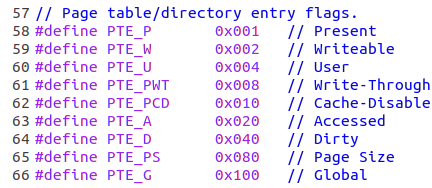 57 // Page table/directory entry flags.
58 #define PTE_P       0x001   // Present
59 #define PTE_W       0x002   // Writeable
60 #define PTE_U       0x004   // User
61 #define PTE_PWT     0x008   // Write-Through
62 #define PTE_PCD     0x010   // Cache-Disable
63 #define PTE_A       0x020   // Accessed
64 #define PTE_D       0x040   // Dirty
65 #define PTE_PS      0x080   // Page Size
66 #define PTE_G       0x100   // Global